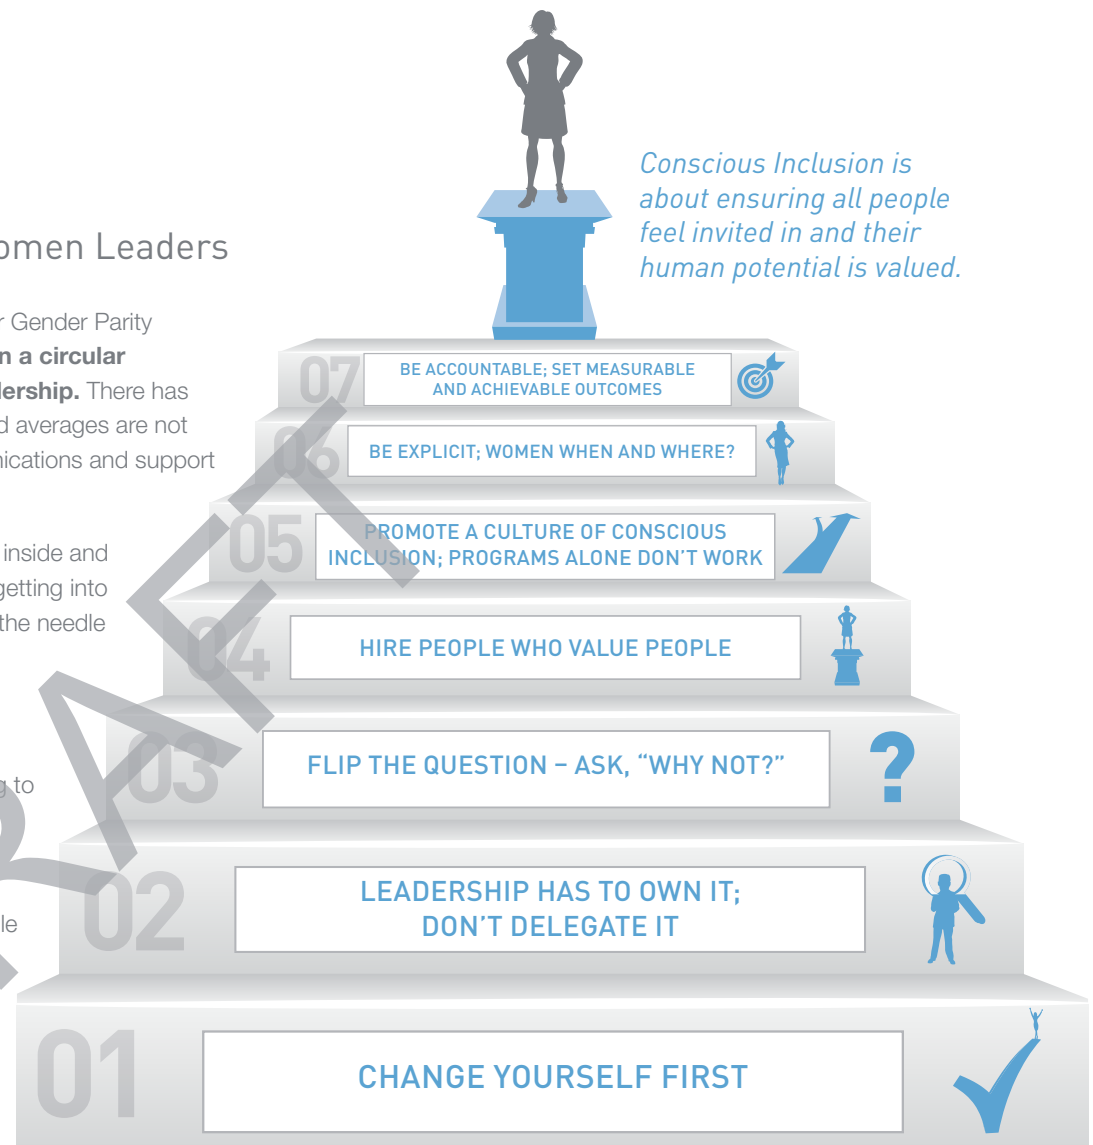 omen Leaders
r Gender Parity
n a circular
dership. There has
d averages are not
nications and support
inside and
getting into
the needle
g to
le
Conscious Inclusion is
about ensuring all people
feel invited in and their
human potential is valued.
07
BE ACCOUNTABLE; SET MEASURABLE
AND ACHIEVABLE OUTCOMES
06
BE EXPLICIT; WOMEN WHEN AND WHERE?
05
PROMOTE A CULTURE OF CONSCIOUS
INCLUSION; PROGRAMS ALONE DON’T WORK
04
HIRE PEOPLE WHO VALUE PEOPLE
03
FLIP THE QUESTION – ASK, “WHY NOT?”
?
02
LEADERSHIP HAS TO OWN IT;
DON’T DELEGATE IT
01
CHANGE YOURSELF FIRST
RAFT